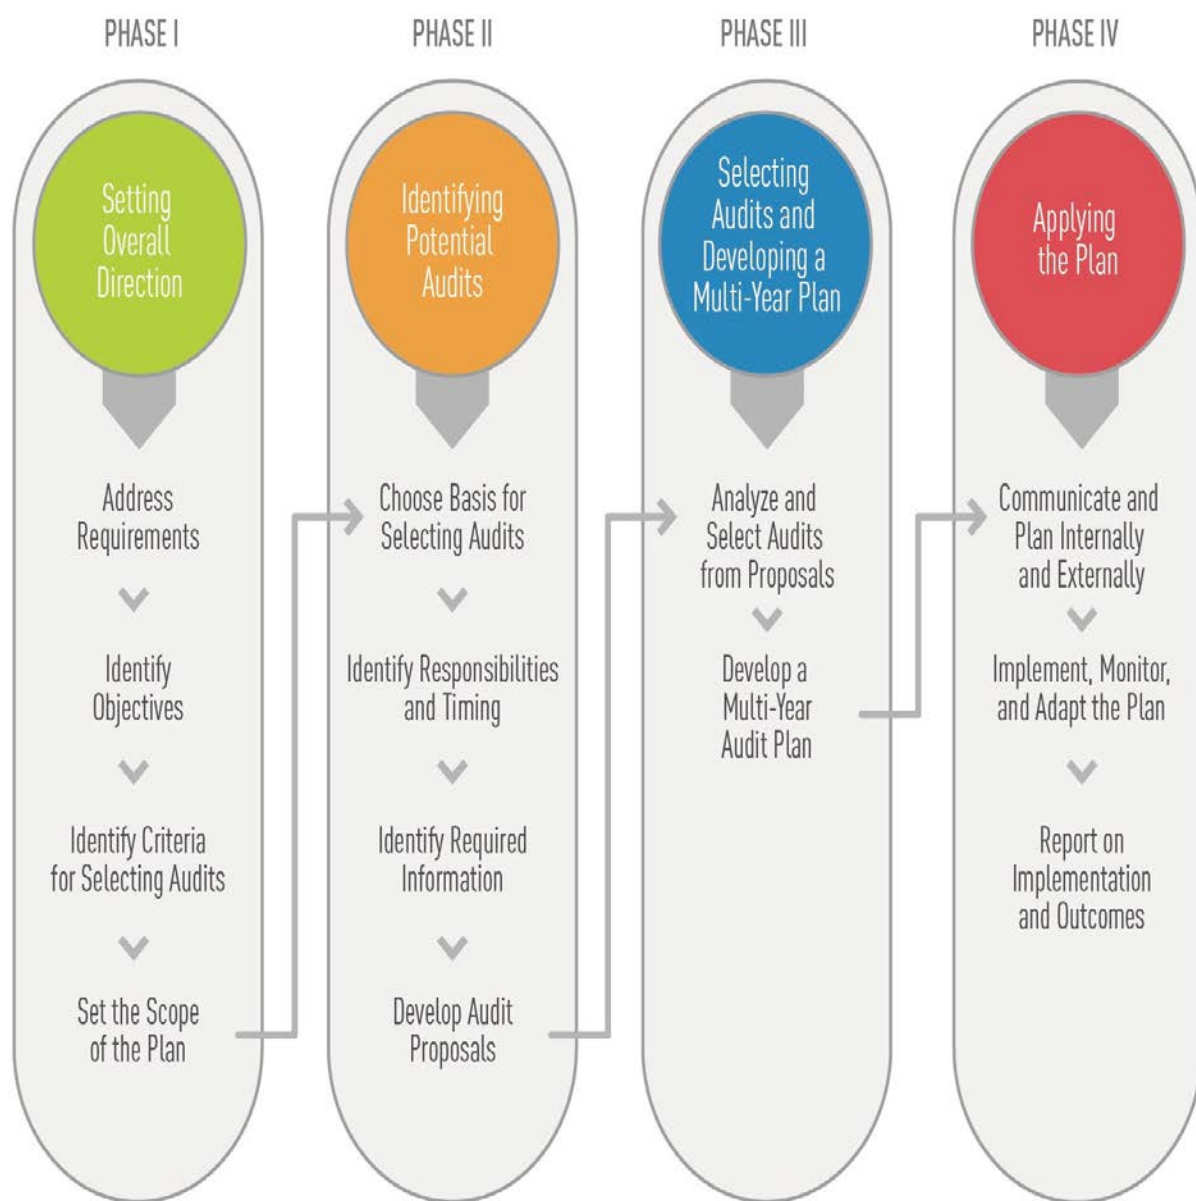 PHASE I
Setting
Overall
Direction
Address
Requirements
Identify
Objectives
Identify Criteria
for Selecting Audits
Set the Scope
of the Plan
PHASE II
Identifying
Potential
Audits
Choose Basis for
Selecting Audits
Identify Responsibilities
and Timing
Identify Required
Information
Develop Audit
Proposals
PHASE III
Selecting
Audits and
Developing a
Multi-Year Plan
Analyze and
Select Audits
from Proposals
Develop a
Multi-Year
Audit Plan
PHASE IV
Applying
the Plan
Communicate and
Plan Internally
and Externally
Implement, Monitor,
and Adapt the Plan
Report on
Implementation
and Outcomes